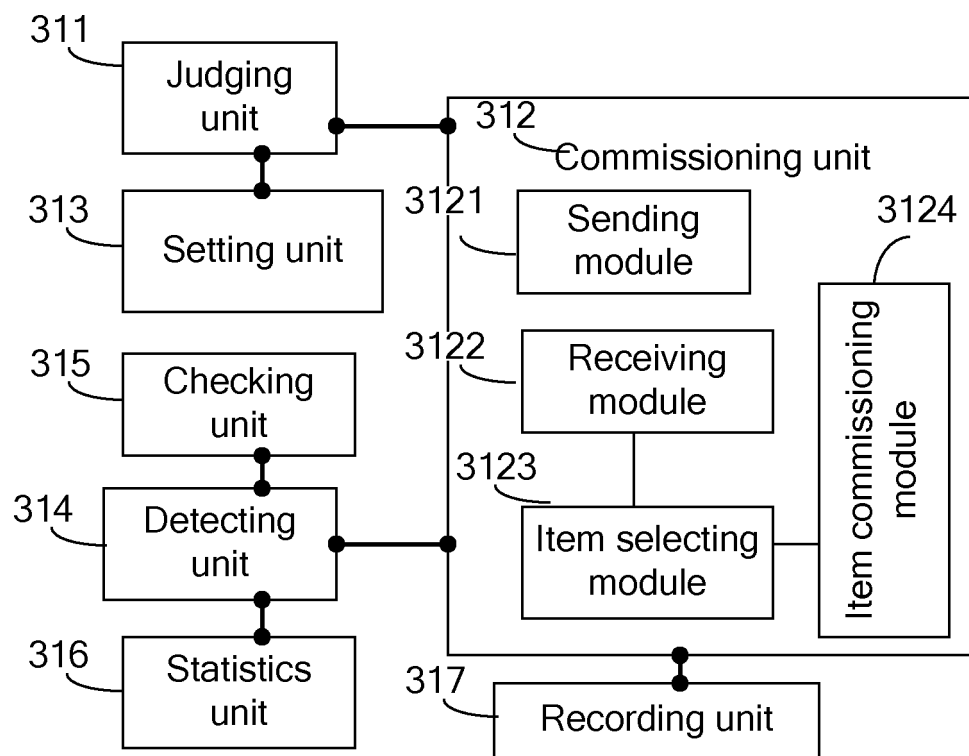 311
Judging
unit
312
Commissioning unit
313
Setting unit
3121
Sending
module
3124
Item commissioning
module
315
Checking
unit
3122
Receiving
module
314
Detecting
unit
3123
Item selecting
module
316
Statistics
unit
317
Recording unit